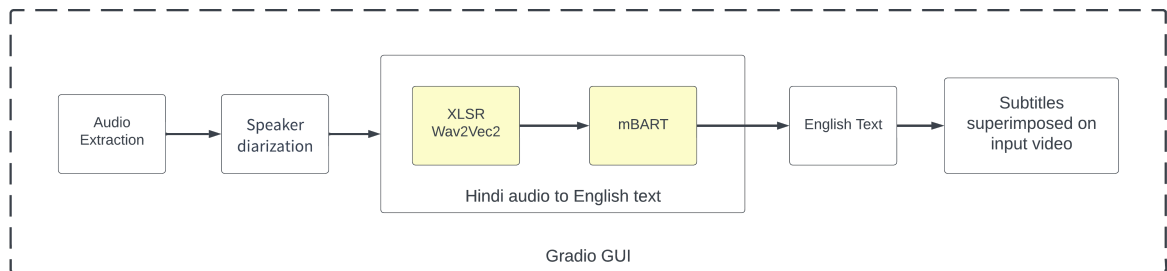 Audio
Extraction
Speaker
diarization
XLSR
Wav2Vec2
mBART
Hindi audio to English text
English Text
Subtitles
superimposed on
input video
Gradio GUI